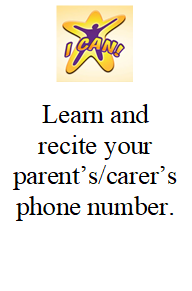 I CAN!
Learn and
recite your
parent's/carer's
phone number.